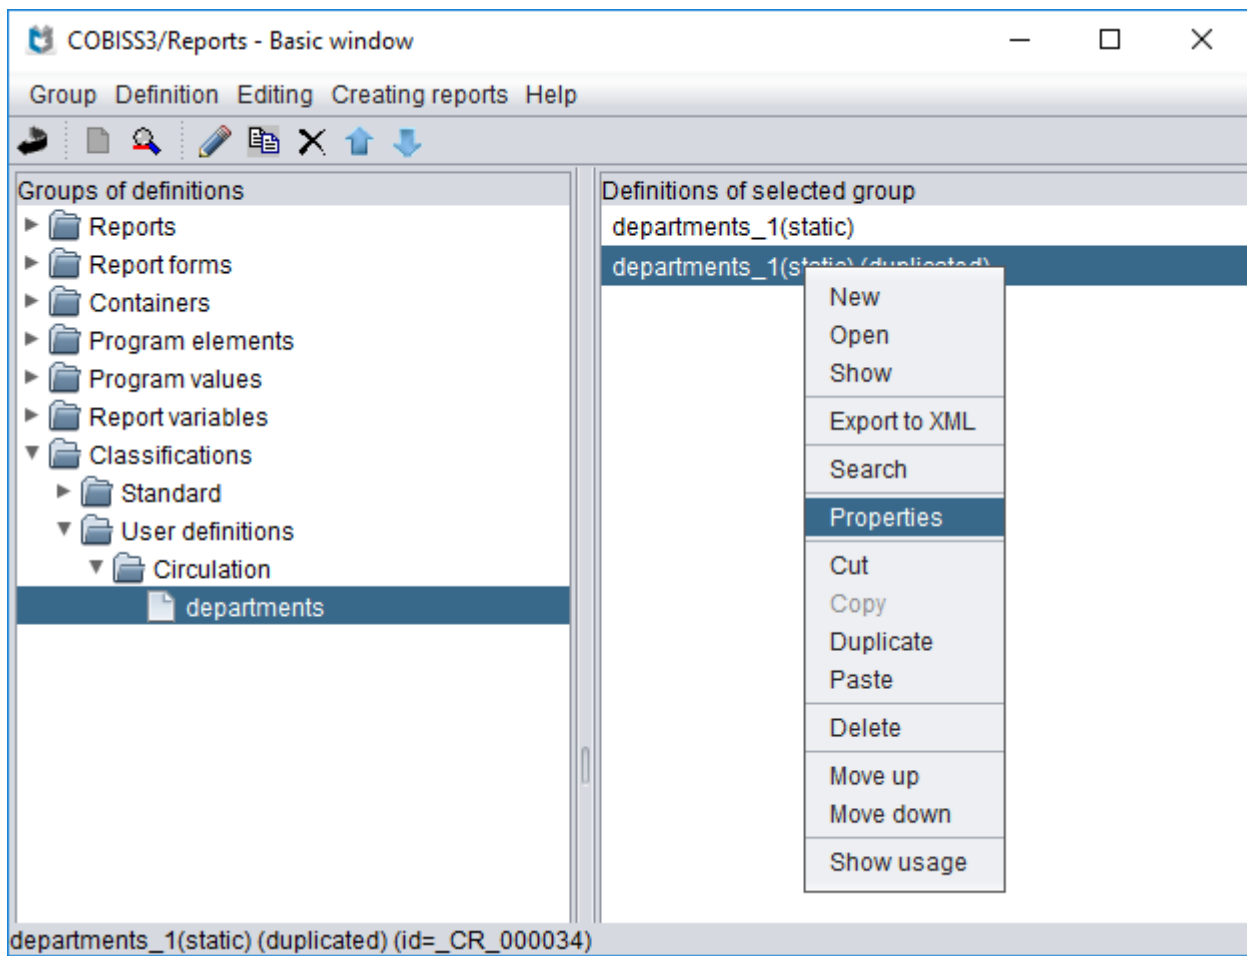 COBISS3/Reports - Basic window
Group Definition Editing Creating reports Help
Groups of definitions
Reports
Report forms
Containers
Program elements
Program values
Report variables
Classifications
Standard
User definitions
Circulation
departments
Definitions of selected group
departments_1(static)
departments_1(static) (duplicated)
New
Open
Show
Export to XML
Search
Properties
Cut
Copy
Duplicate
Paste
Delete
Move up
Move down
Show usage
departments_1(static) (duplicated) (id=_CR_000034)